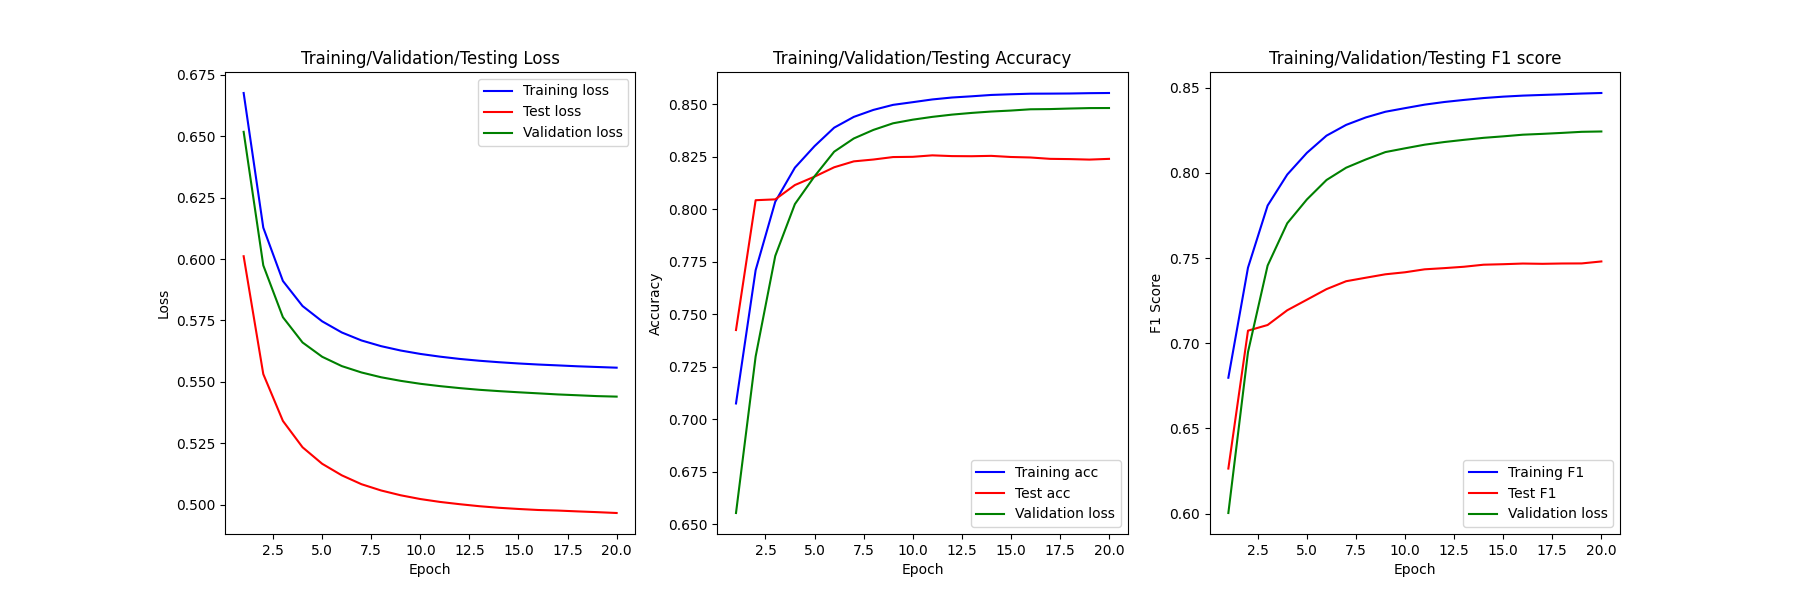 Training/Validation/Testing Loss
0.675
0.650
0.625
0.600
0.575
0.550
0.525
0.500
Loss
2.5 5.0 7.5 10.0 12.5 15.0 17.5 20.0
Epoch
Training loss
Test loss
Validation loss
Training/Validation/Testing Accuracy
0.850
0.825
0.800
0.775
0.750
0.725
0.700
0.675
0.650
Accuracy
2.5 5.0 7.5 10.0 12.5 15.0 17.5 20.0
Epoch
Training acc
Test acc
Validation loss
Training/Validation/Testing F1 score
0.85
0.80
0.75
0.70
0.65
0.60
F1 Score
2.5 5.0 7.5 10.0 12.5 15.0 17.5 20.0
Epoch
Training F1
Test F1
Validation loss